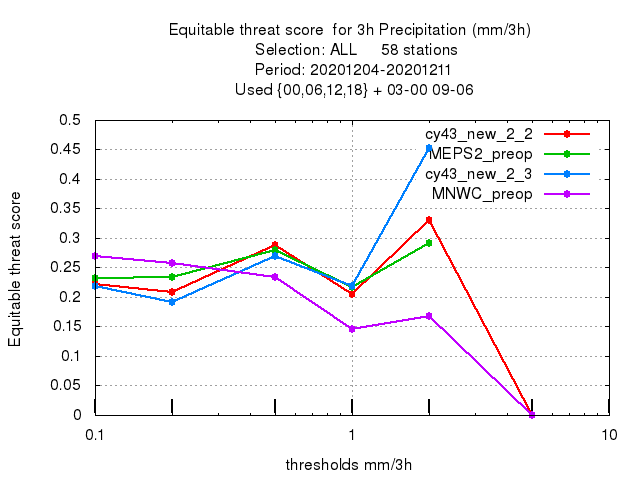 Equitable threat score  for 3h Precipitation (mm/3h)
Selection: ALL     58 stations
Period: 20201204-20201211
Used {00,06,12,18} + 03-00 09-06
0.5
0.45
0.4
0.35
0.3
0.25
0.2
0.15
0.1
0.05
0
Equitable threat score
cy43_new_2_2
MEPS2_preop
cy43_new_2_3
MNWC_preop
0.1
1
10
thresholds mm/3h